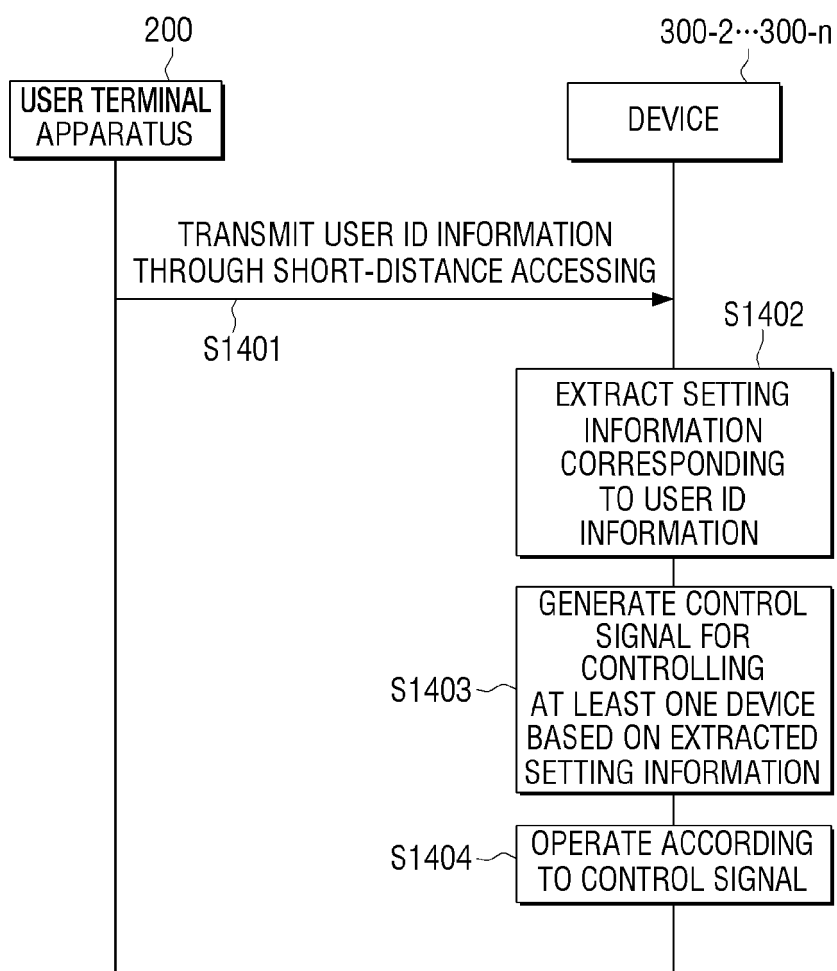 200
300-2···300-n
USER TERMINAL
APPARATUS
DEVICE
TRANSMIT USER ID INFORMATION
THROUGH SHORT-DISTANCE ACCESSING
S1401
S1402
EXTRACT SETTING
INFORMATION
CORRESPONDING
TO USER ID
INFORMATION
S1403
GENERATE CONTROL
SIGNAL FOR
CONTROLLING
AT LEAST ONE DEVICE
BASED ON EXTRACTED
SETTING INFORMATION
S1404
OPERATE ACCORDING
TO CONTROL SIGNAL